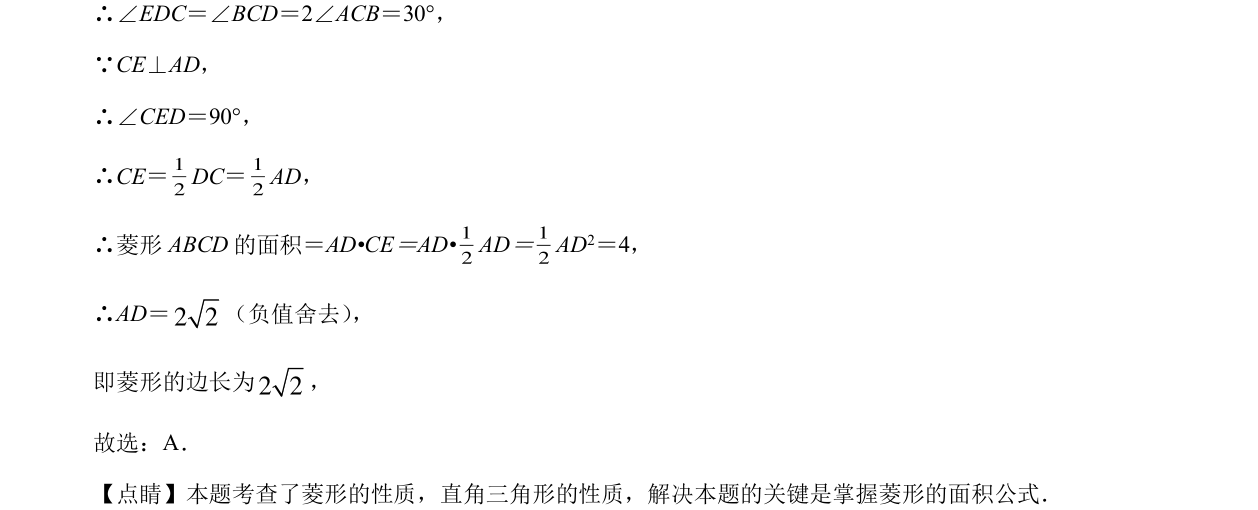 ∴∠EDC＝∠BCD＝2∠ACB＝30°，
∵CE⊥AD，
∴∠CED＝90°，
∴CE＝1/2 DC＝1/2 AD，
∴菱形 ABCD 的面积＝AD•CE＝AD•1/2 AD＝1/2 AD²＝4，
∴AD＝2√2（负值舍去），
即菱形的边长为2√2，
故选：A．
【点睛】本题考查了菱形的性质，直角三角形的性质，解决本题的关键是掌握菱形的面积公式．